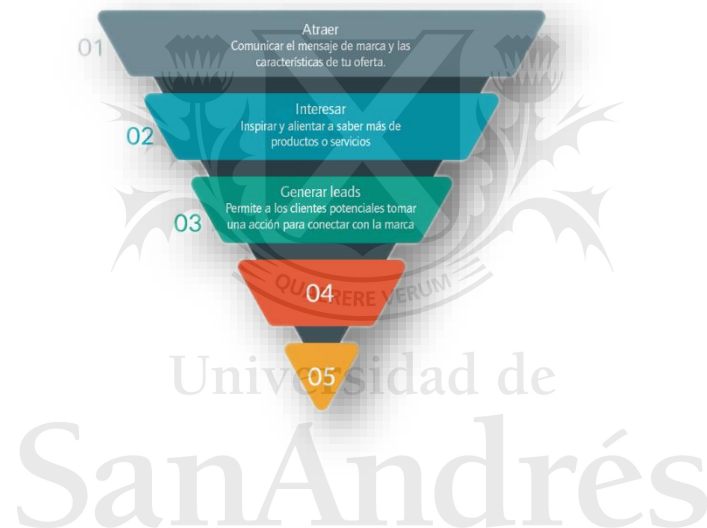 01
Atraer
Comunicar el mensaje de marca y las
características de tu oferta.
02
Interesar
Inspirar y alientar a saber más de
productos o servicios
03
Generar leads
Permite a los clientes potenciales tomar
una acción para conectar con la marca
04
QUAERERE VERUM
05
Universidad de
SanAndrés